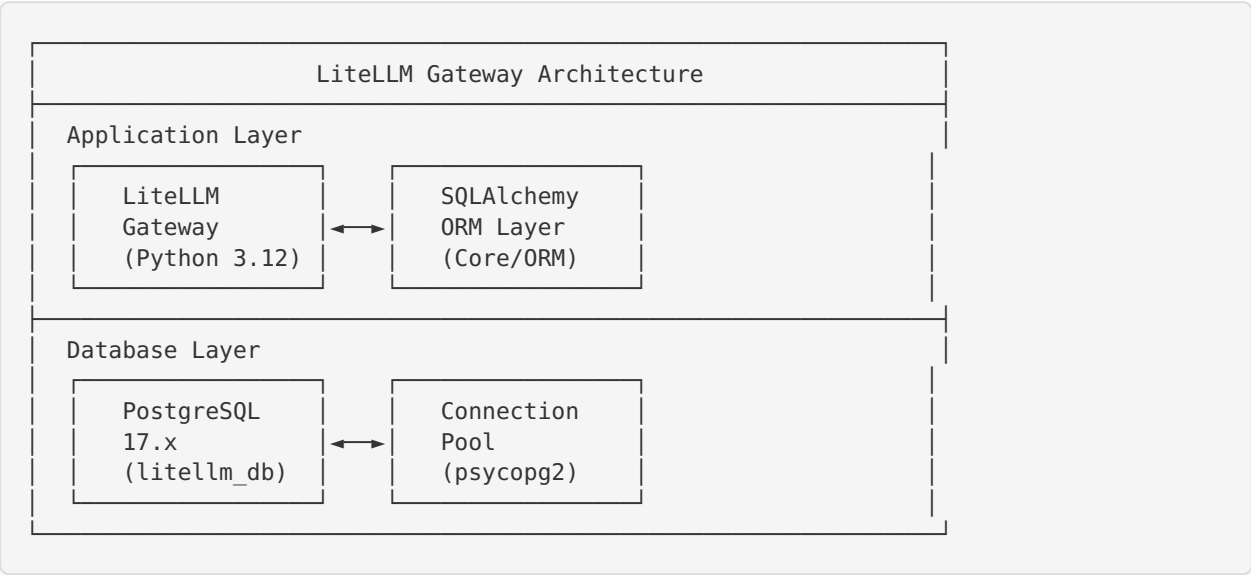 LiteLLM Gateway Architecture
Application Layer
LiteLLM SQLAlchemy
Gateway ORM Layer
(Python 3.12) (Core/ORM)
Database Layer
PostgreSQL Connection
17.x Pool
(litellm_db) (psycopg2)